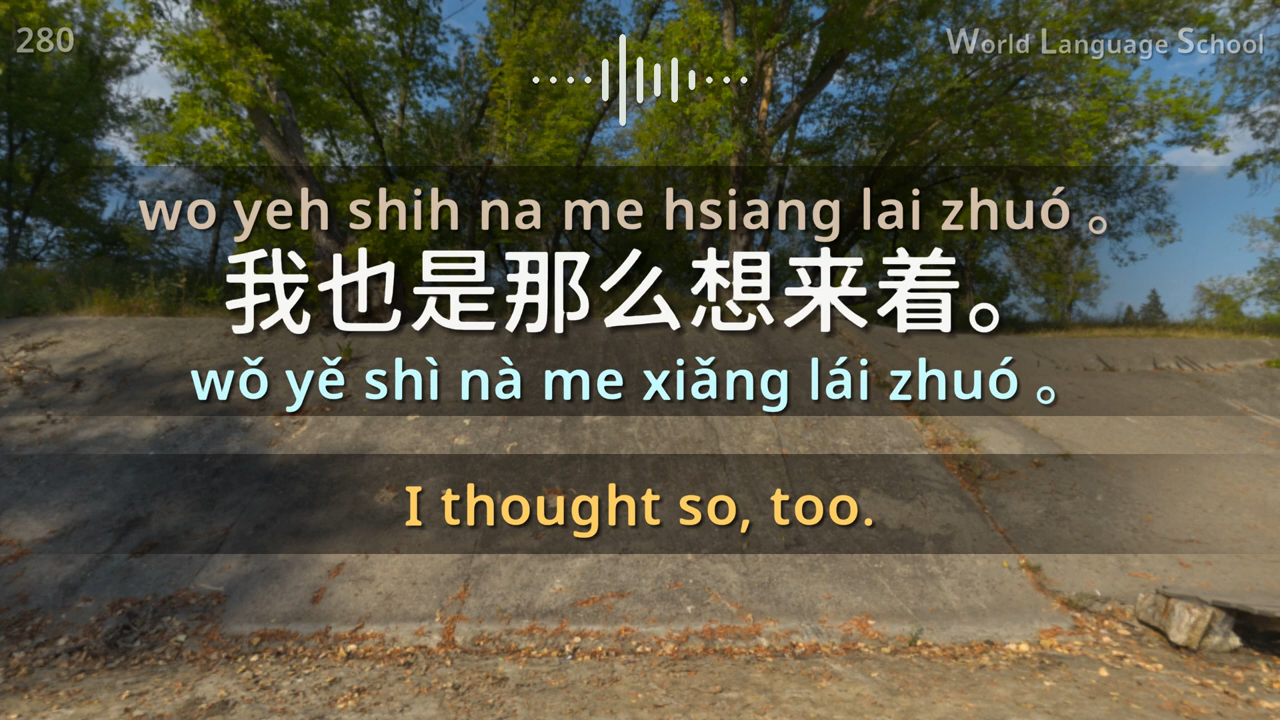 280
World Language School
wo yeh shih na me hsiang lai zhuó 。
我也是那么想来着。
wǒ yě shì nà me xiǎng lái zhuó 。
I thought so, too.